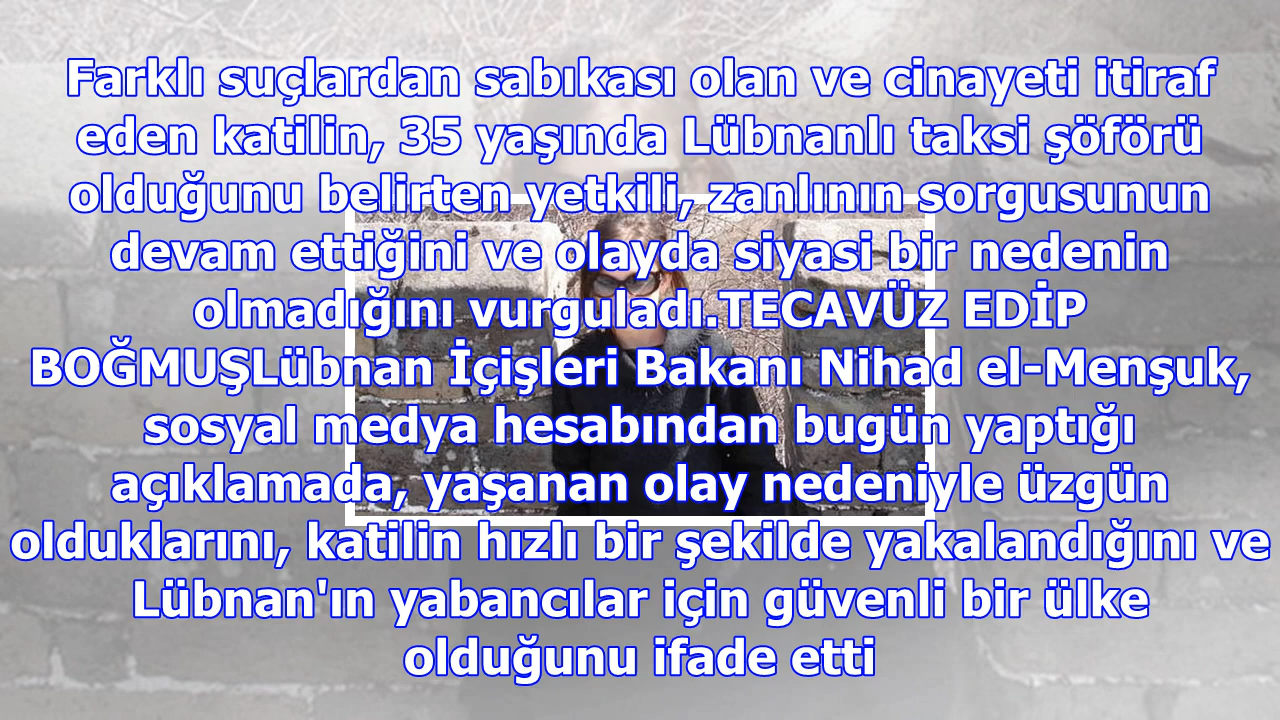 Farklı suçlardan sabıkası olan ve cinayeti itiraf
eden katilin, 35 yaşında Lübnanlı taksi şöförü
olduğunu belirten yetkili, zanlının sorgusunun
devam ettiğini ve olayda siyasi bir nedenin
olmadığını vurguladı.TECAVÜZ EDİP
BOĞMUŞLübnan İçişleri Bakanı Nihad el-Menşuk,
sosyal medya hesabından bugün yaptığı
açıklamada, yaşanan olay nedeniyle üzgün
olduklarını, katilin hızlı bir şekilde yakalandığını ve
Lübnan'ın yabancılar için güvenli bir ülke
olduğunu ifade etti